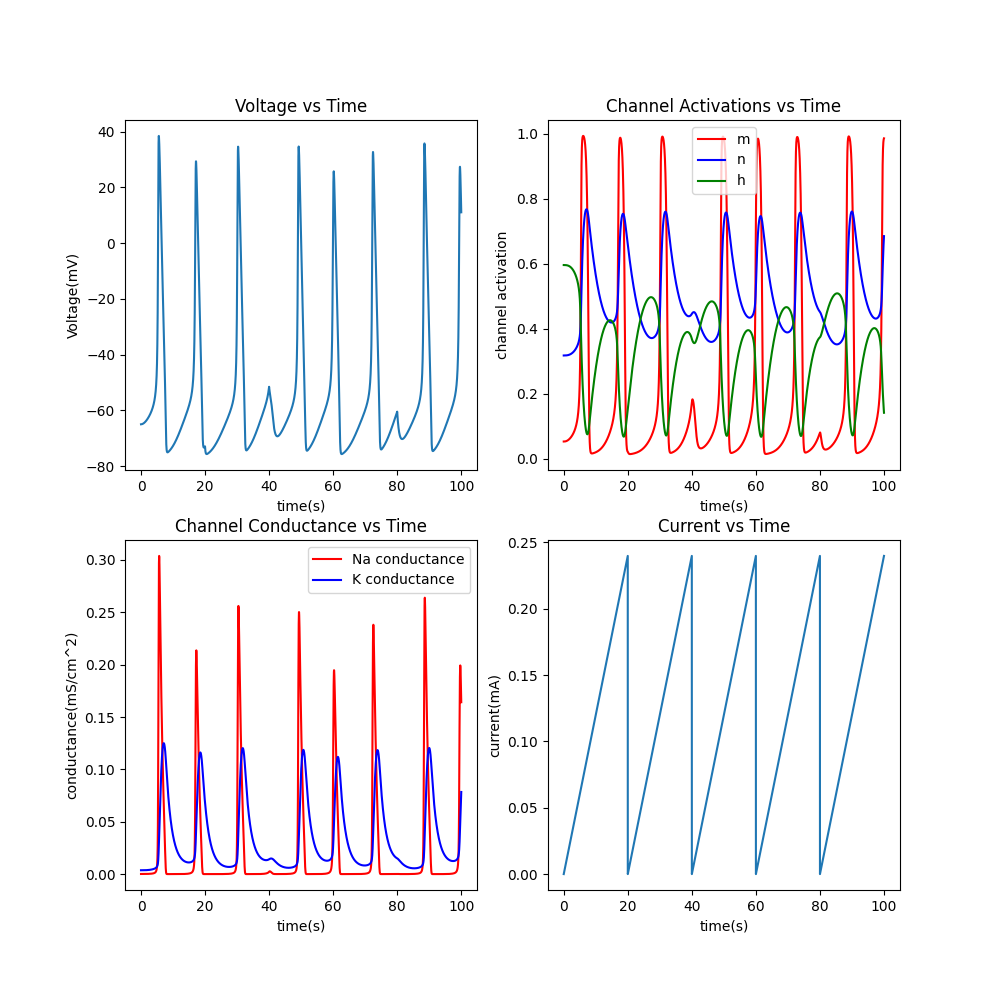 Voltage vs Time
Voltage(mV)
40
20
0
−20
−40
−60
−80
0 20 40 60 80 100
time(s)
Channel Activations vs Time
channel activation
1.0
0.8
0.6
0.4
0.2
0.0
m
n
h
0 20 40 60 80 100
time(s)
Channel Conductance vs Time
conductance(mS/cm^2)
0.30
0.25
0.20
0.15
0.10
0.05
0.00
Na conductance
K conductance
0 20 40 60 80 100
time(s)
Current vs Time
current(mA)
0.25
0.20
0.15
0.10
0.05
0.00
0 20 40 60 80 100
time(s)